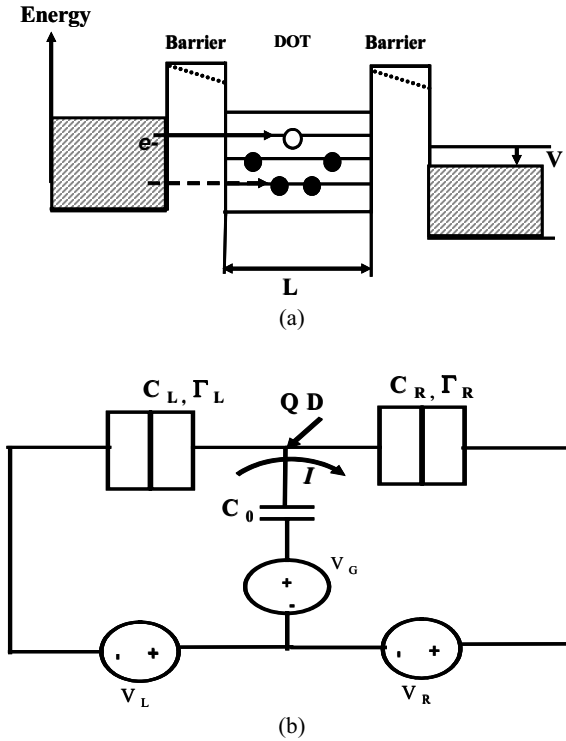 Energy
Barrier DOT Barrier
e-
V
L
(a)
C L, Γ L
Q D
C R, Γ R
I
C 0
V G
+
-
- +
- +
V L
V R
(b)